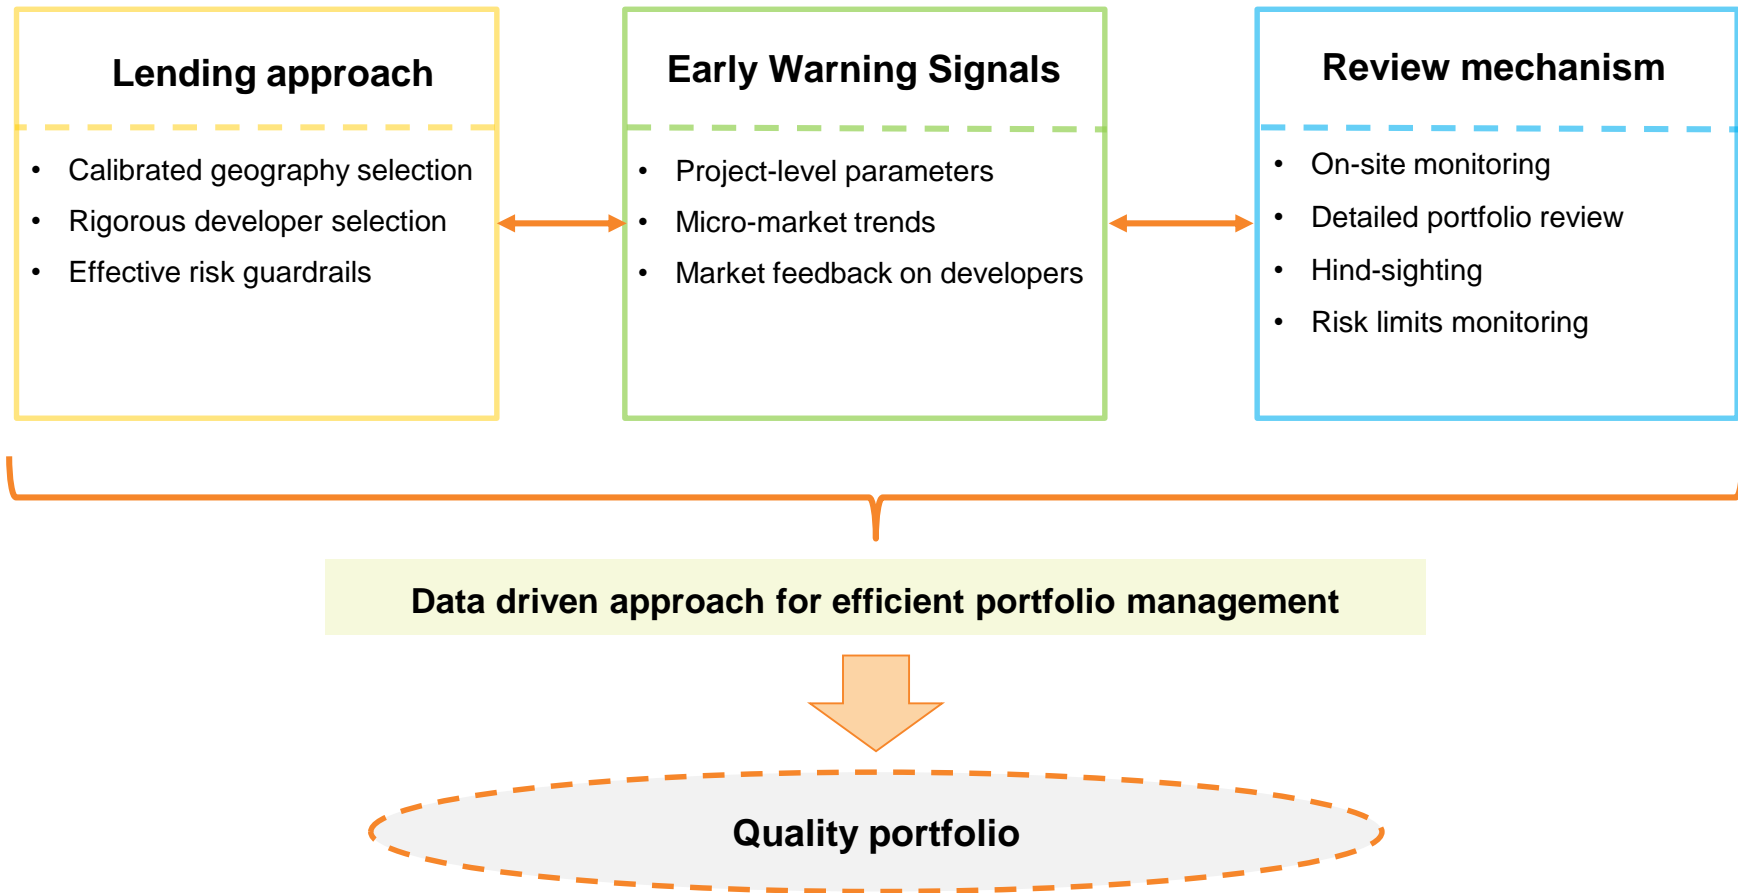 Lending approach
• Calibrated geography selection
• Rigorous developer selection
• Effective risk guardrails
Early Warning Signals
• Project-level parameters
• Micro-market trends
• Market feedback on developers
Review mechanism
• On-site monitoring
• Detailed portfolio review
• Hind-sighting
• Risk limits monitoring
Data driven approach for efficient portfolio management
Quality portfolio